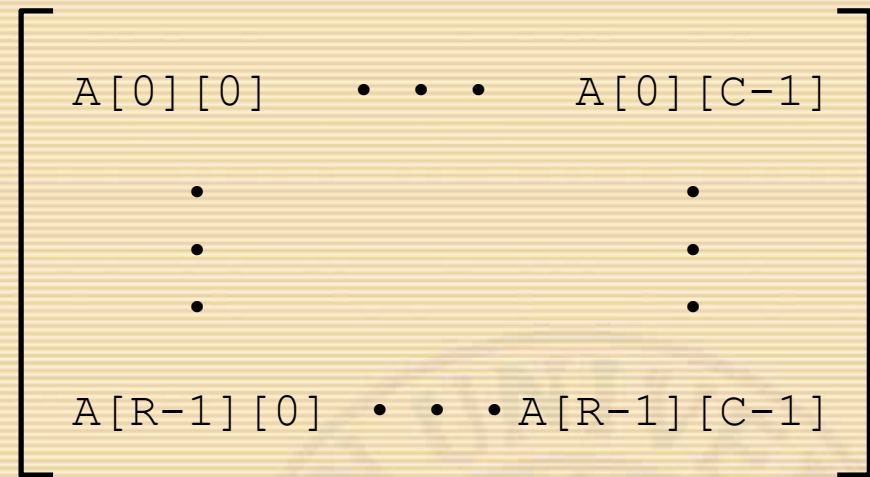 A[0][0] • • • A[0][C-1]
• •
• •
• •
A[R-1][0] • • • A[R-1][C-1]